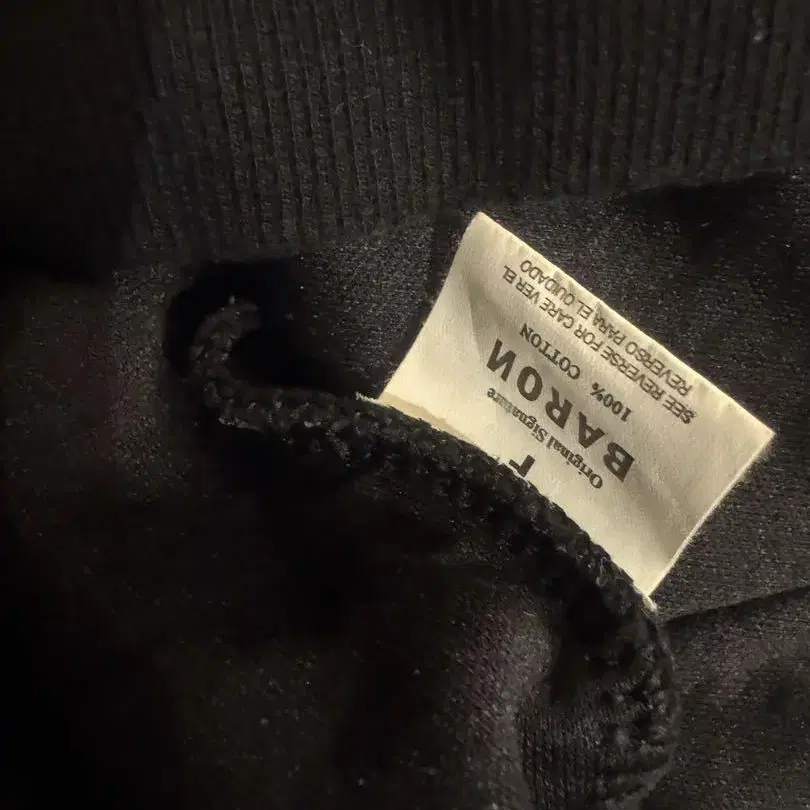 Original Signature
BARON
100% COTTON
SEE REVERSE FOR CARE VER EL
REVERSO PARA EL CUIDADO